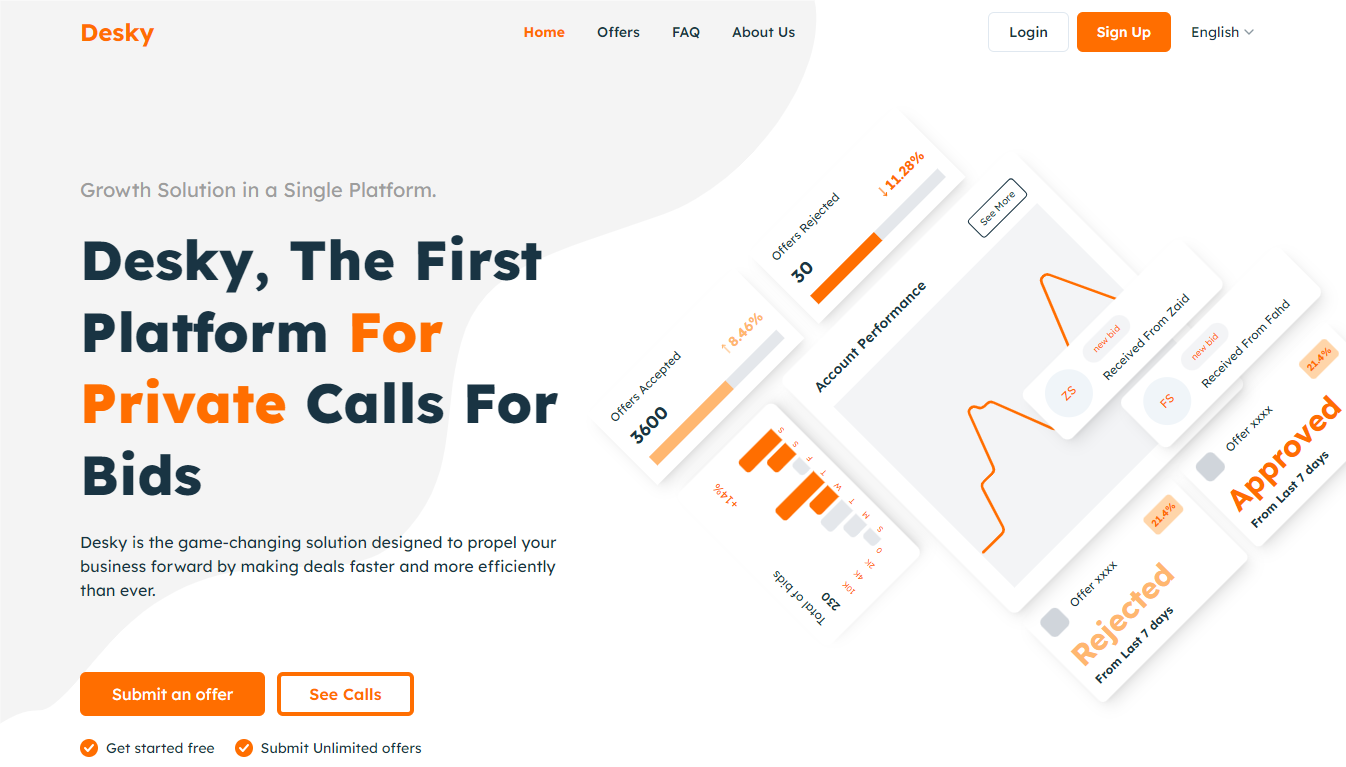 Desky
Home
Offers
FAQ
About Us
Login
Sign Up
English
Growth Solution in a Single Platform.
Desky, The First
Platform For
Private Calls For
Bids
Desky is the game-changing solution designed to propel your
business forward by making deals faster and more efficiently
than ever.
Submit an offer
See Calls
Get started free
Submit Unlimited offers
Offers Rejected
↓11.28%
30
Offers Accepted
↑8.46%
3600
Account Performance
See More
new bid
ZS
Received From Zaid
new bid
FS
Received From Fahd
21.4%
Offer xxxx
Approved
From Last 7 days
21.4%
Offer xxxx
Rejected
From Last 7 days
Total of bids
230
+14%
10K
4K
2K
0
S
M
T
W
T
F
S
S